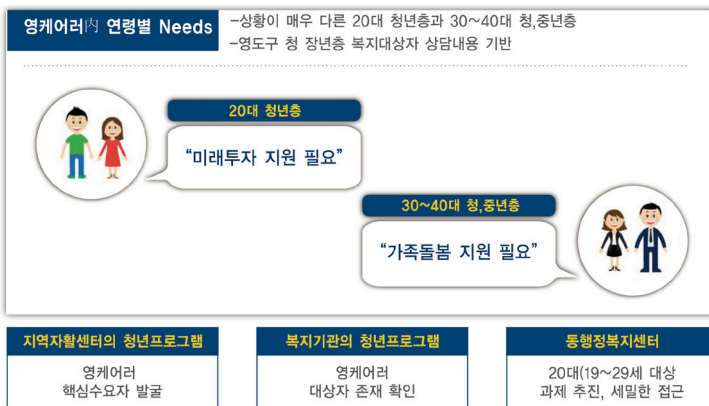 영케어러內 연령별 Needs
-상황이 매우 다른 20대 청년층과 30~40대 청,중년층
-영도구 청 장년층 복지대상자 상담내용 기반
20대 청년층
“미래투자 지원 필요”
30~40대 청,중년층
“가족돌봄 지원 필요”
지역자활센터의 청년프로그램
영케어러
핵심수요자 발굴
복지기관의 청년프로그램
영케어러
대상자 존재 확인
동행정복지센터
20대(19~29세 대상
과제 추진, 세밀한 접근